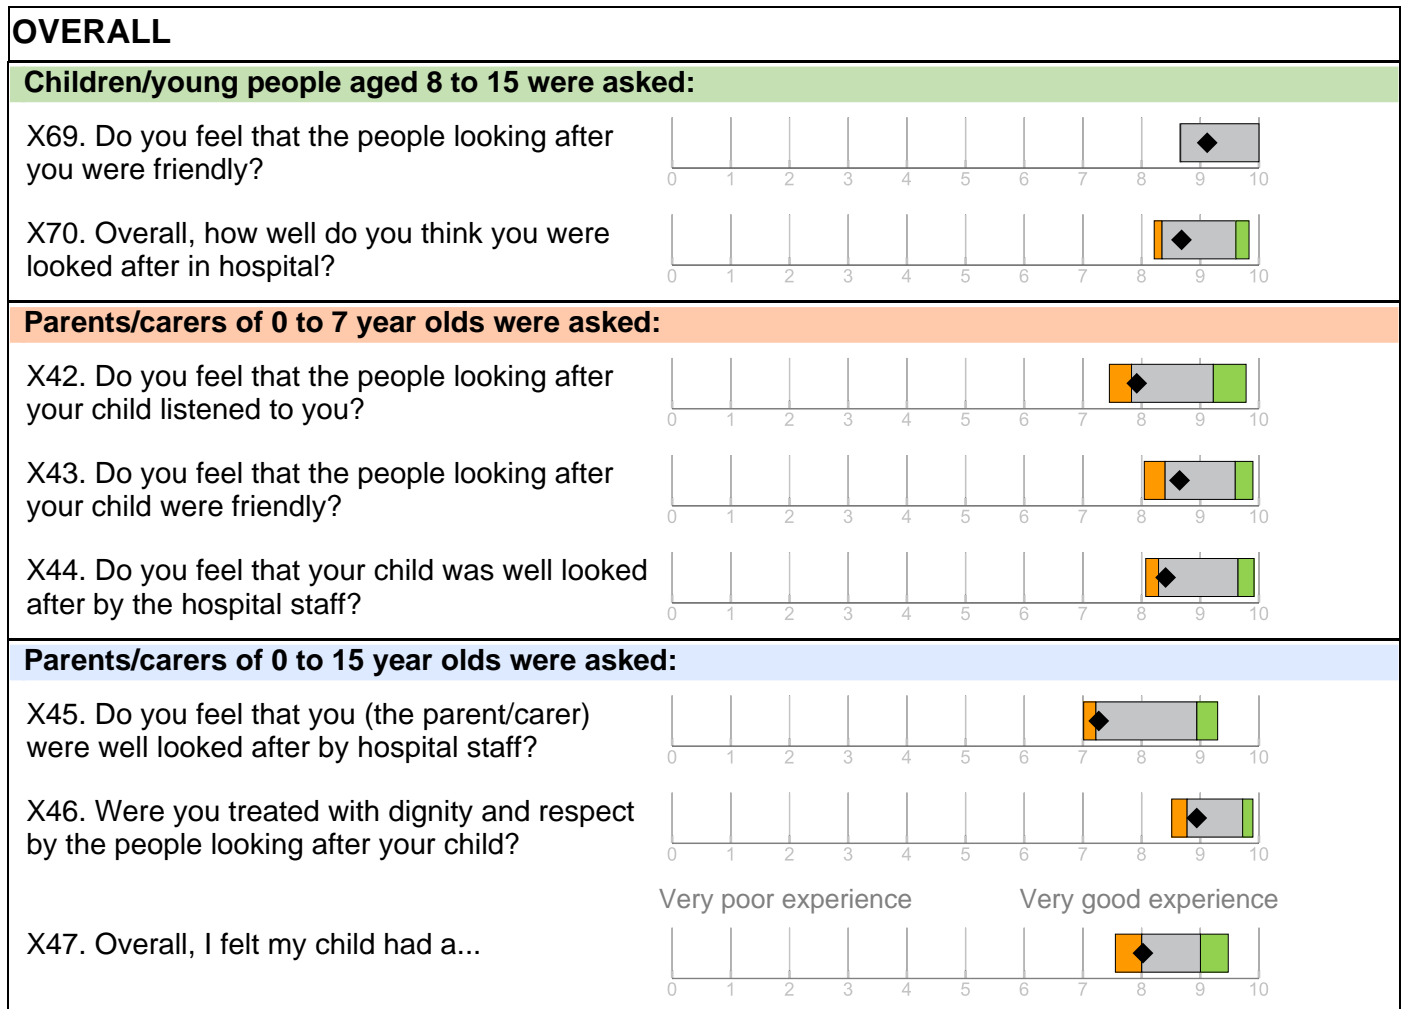 OVERALL
Children/young people aged 8 to 15 were asked:
X69. Do you feel that the people looking after
you were friendly?
0 1 2 3 4 5 6 7 8 9 10
X70. Overall, how well do you think you were
looked after in hospital?
0 1 2 3 4 5 6 7 8 9 10
Parents/carers of 0 to 7 year olds were asked:
X42. Do you feel that the people looking after
your child listened to you?
0 1 2 3 4 5 6 7 8 9 10
X43. Do you feel that the people looking after
your child were friendly?
0 1 2 3 4 5 6 7 8 9 10
X44. Do you feel that your child was well looked
after by the hospital staff?
0 1 2 3 4 5 6 7 8 9 10
Parents/carers of 0 to 15 year olds were asked:
X45. Do you feel that you (the parent/carer)
were well looked after by hospital staff?
0 1 2 3 4 5 6 7 8 9 10
X46. Were you treated with dignity and respect
by the people looking after your child?
0 1 2 3 4 5 6 7 8 9 10
Very poor experience Very good experience
X47. Overall, I felt my child had a...
0 1 2 3 4 5 6 7 8 9 10